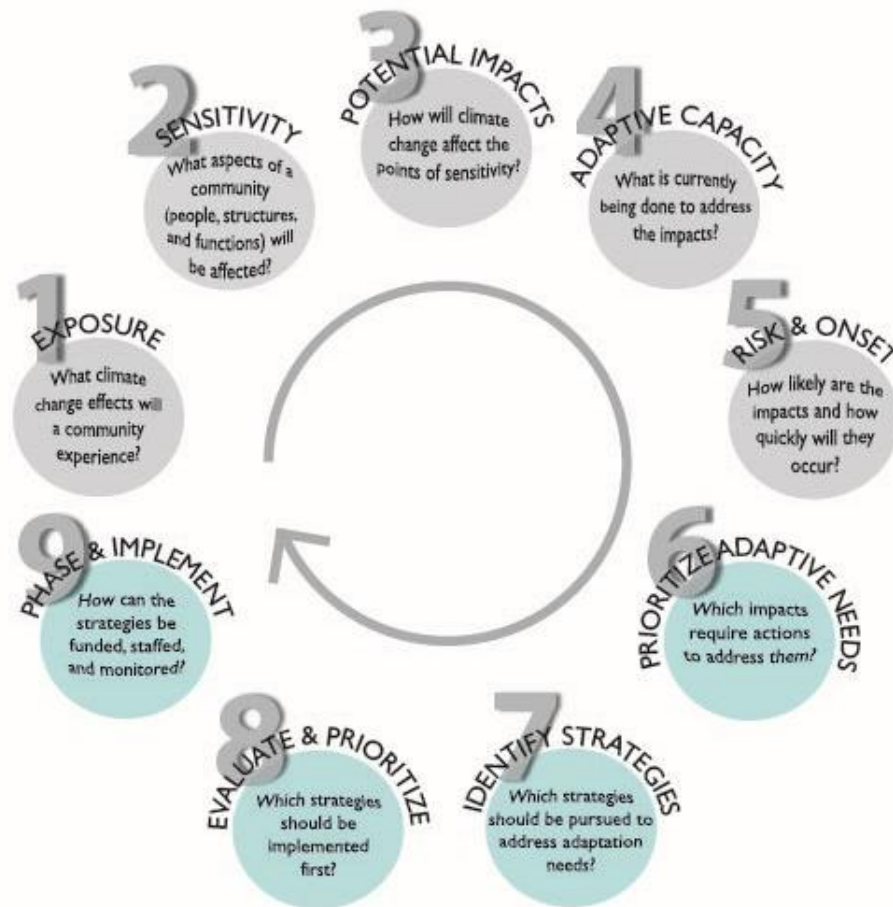 1
EXPOSURE
What climate
change effects will
a community
experience?
2
SENSITIVITY
What aspects of a
community
(people, structures,
and functions) will
be affected?
3
POTENTIAL IMPACTS
How will climate
change affect the
points of sensitivity?
4
ADAPTIVE CAPACITY
What is currently
being done to address
the impacts?
5
RISK & ONSET
How likely are the
impacts and how
quickly will they
occur?
6
PRIORITIZE ADAPTIVE NEEDS
Which impacts
require actions
to address them?
7
IDENTIFY STRATEGIES
Which strategies
should be pursued to
address adaptation
needs?
8
EVALUATE & PRIORITIZE
Which strategies
should be
implemented
first?
9
PHASE & IMPLEMENT
How can the
strategies be
funded, staffed,
and monitored?